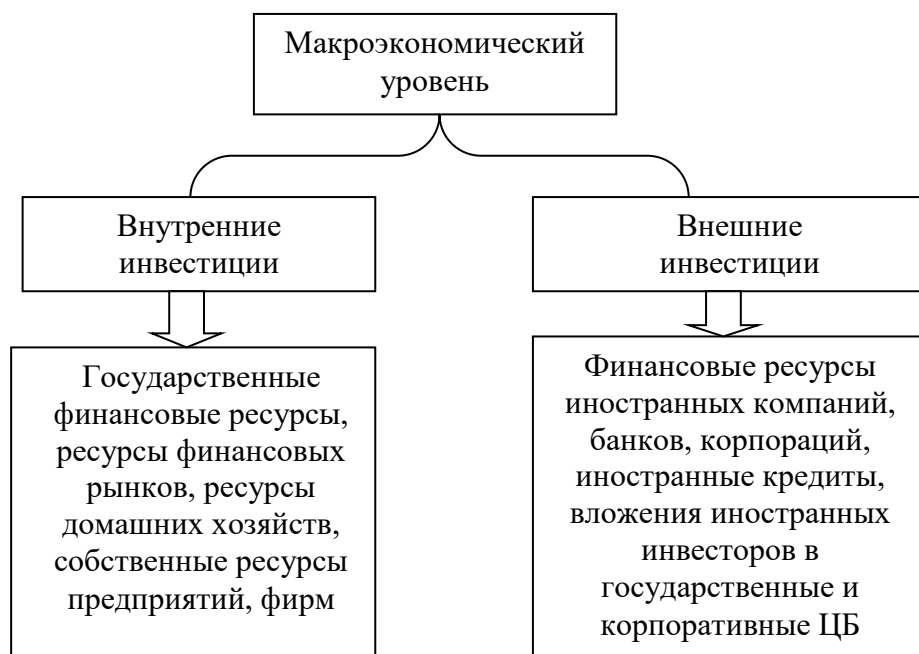 Макроэкономический
уровень
Внутренние
инвестиции
Внешние
инвестиции
Государственные
финансовые ресурсы,
ресурсы финансовых
рынков, ресурсы
домашних хозяйств,
собственные ресурсы
предприятий, фирм
Финансовые ресурсы
иностранных компаний,
банков, корпораций,
иностранные кредиты,
вложения иностранных
инвесторов в
государственные и
корпоративные ЦБ